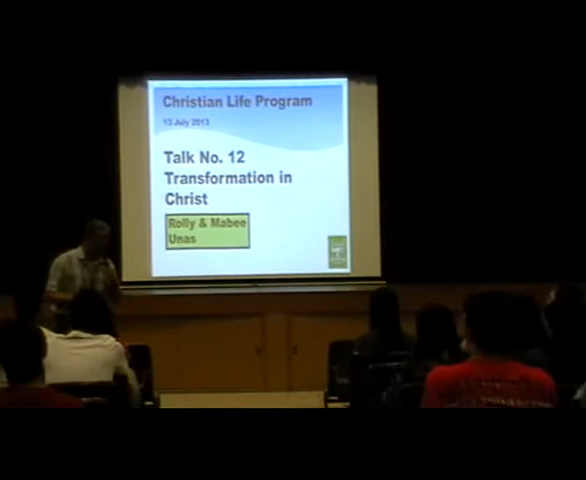 Christian Life Program
13 July 2013
Talk No. 12
Transformation in
Christ
Rolly & Mabee
Unas